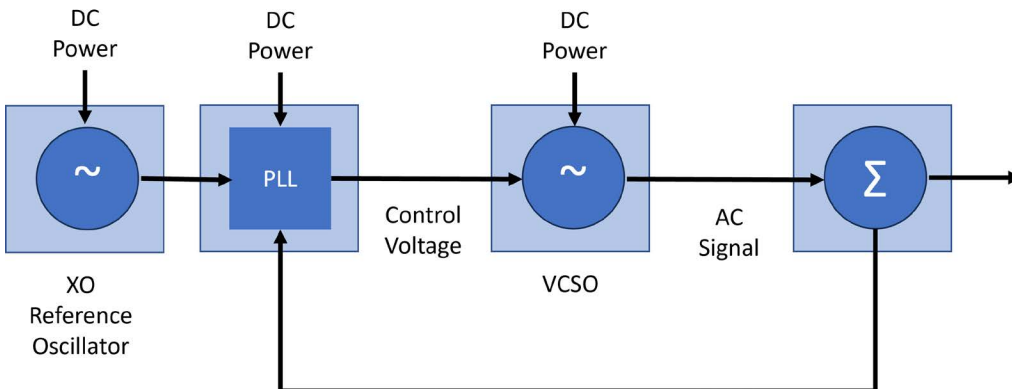 DC
Power
DC
Power
DC
Power
~
PLL
~
Σ
Control
Voltage
AC
Signal
XO
Reference
Oscillator
VCSO